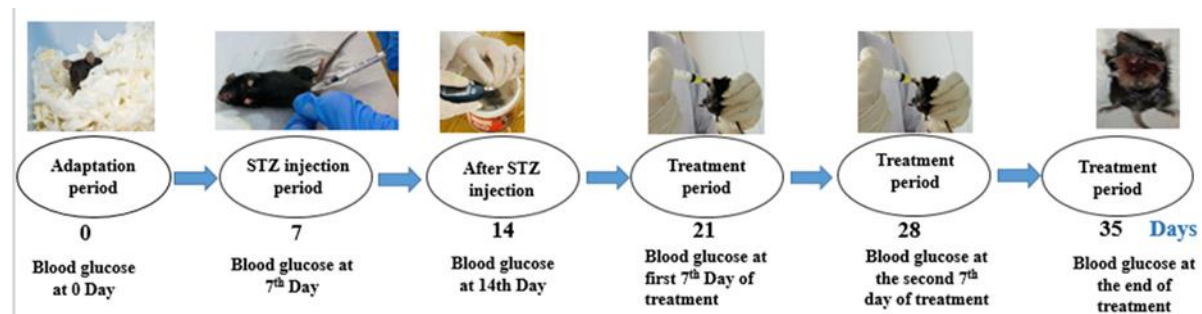 Adaptation
period
STZ injection
period
After STZ
injection
Treatment
period
Treatment
period
Treatment
period
0
7
14
21
28
35 Days
Blood glucose
at 0 Day
Blood glucose at
7th Day
Blood glucose
at 14th Day
Blood glucose at
first 7th Day of
treatment
Blood glucose at
the second 7th
day of treatment
Blood glucose at
the end of
treatment